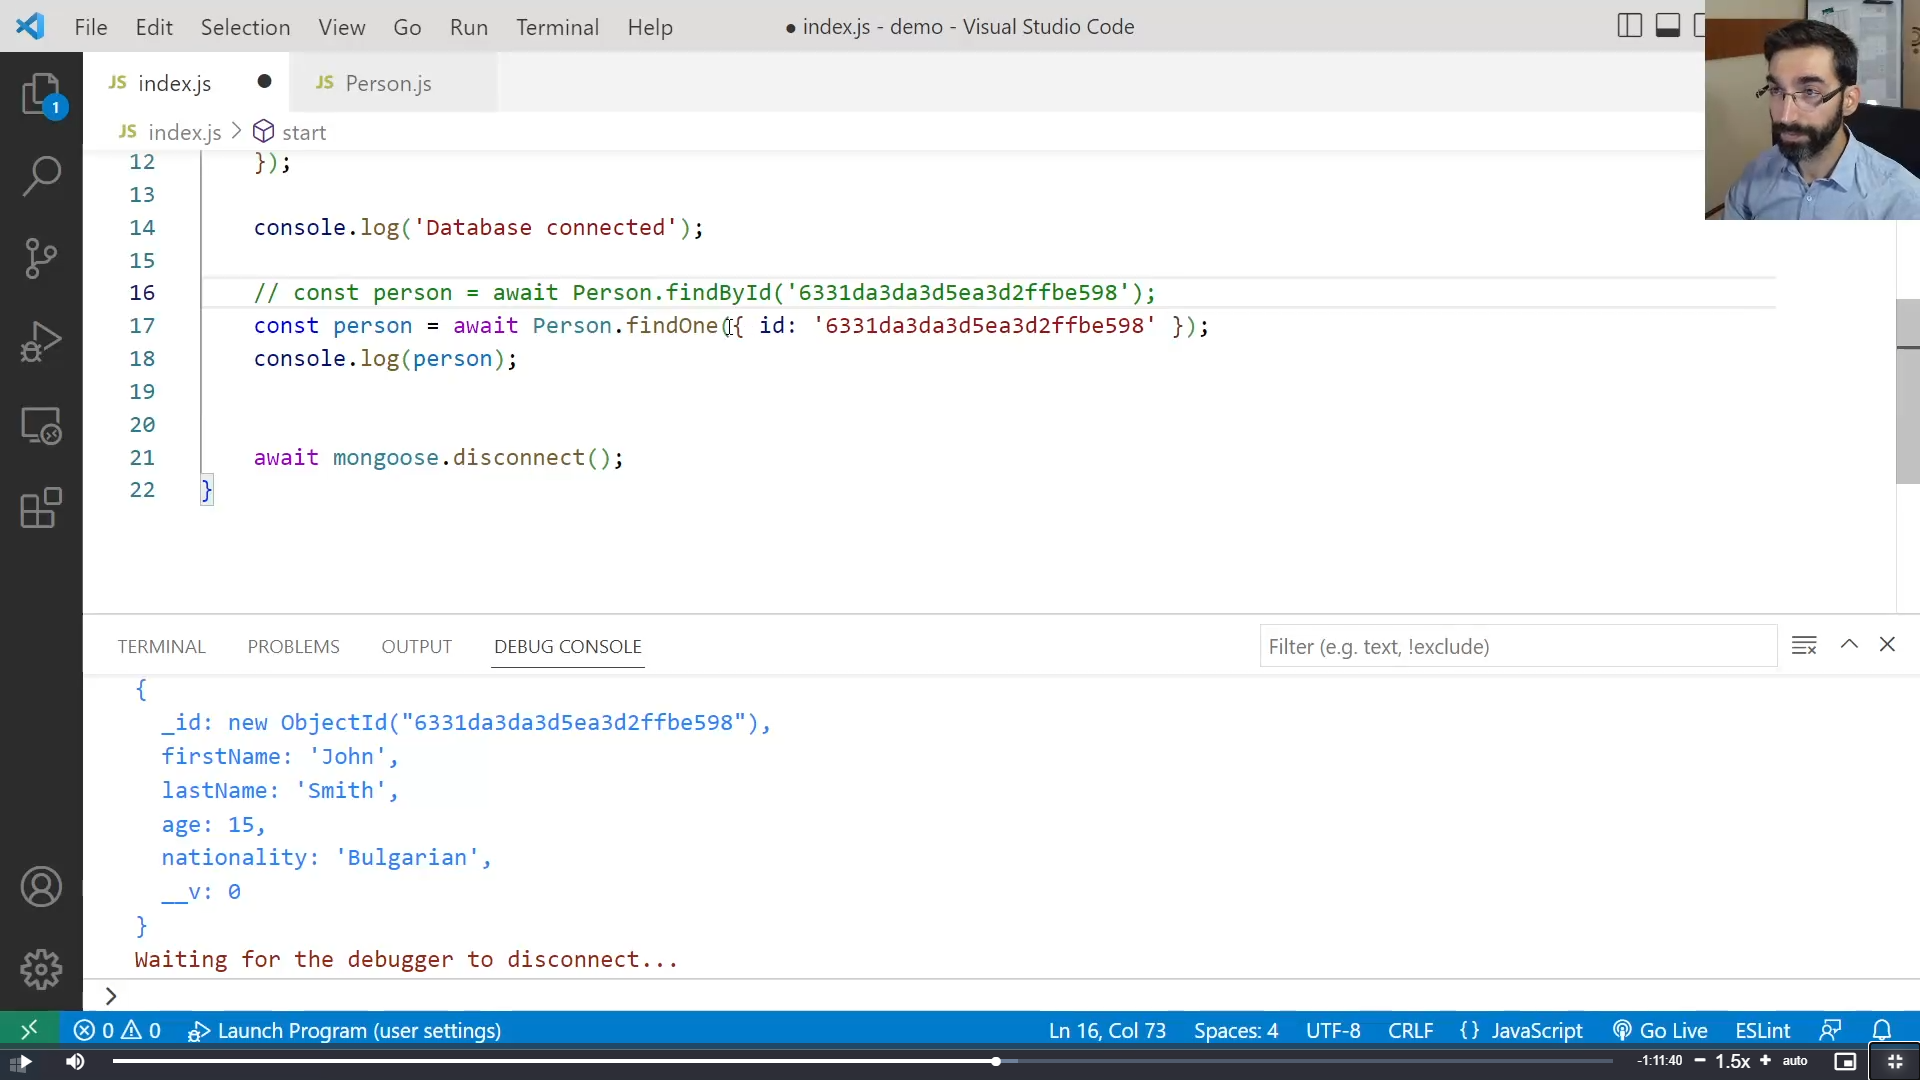 File Edit Selection View Go Run Terminal Help
● index.js - demo - Visual Studio Code
JS index.js ●
JS Person.js
JS index.js > start
1
12 });
13
14 console.log('Database connected');
15
16 // const person = await Person.findById('6331da3da3d5ea3d2ffbe598');
17 const person = await Person.findOne({ id: '6331da3da3d5ea3d2ffbe598' });
18 console.log(person);
19
20
21 await mongoose.disconnect();
22 }
TERMINAL PROBLEMS OUTPUT DEBUG CONSOLE
Filter (e.g. text, !exclude)
{
_id: new ObjectId("6331da3da3d5ea3d2ffbe598"),
firstName: 'John',
lastName: 'Smith',
age: 15,
nationality: 'Bulgarian',
__v: 0
}
Waiting for the debugger to disconnect...
>
0 0 Launch Program (user settings)
Ln 16, Col 73 Spaces: 4 UTF-8 CRLF {} JavaScript Go Live ESLint
-1:11:40 − 1.5x + auto